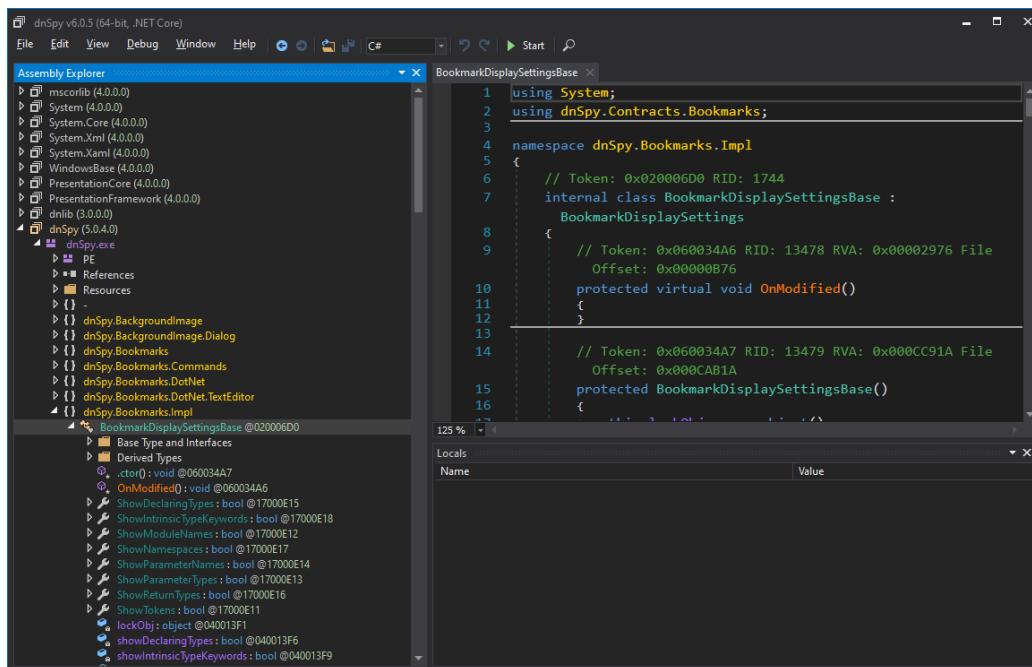 dnSpy v6.0.5 (64-bit, .NET Core)
File Edit View Debug Window Help C# Start
Assembly Explorer
mscorlib (4.0.0.0)
System (4.0.0.0)
System.Core (4.0.0.0)
System.Xml (4.0.0.0)
System.Xaml (4.0.0.0)
WindowsBase (4.0.0.0)
PresentationCore (4.0.0.0)
PresentationFramework (4.0.0.0)
dnlib (3.0.0.0)
dnSpy (5.0.4.0)
dnSpy.exe
PE
References
Resources
{ } -
{ } dnSpy.BackgroundImage
{ } dnSpy.BackgroundImage.Dialog
{ } dnSpy.Bookmarks
{ } dnSpy.Bookmarks.Commands
{ } dnSpy.Bookmarks.DotNet
{ } dnSpy.Bookmarks.DotNet.TextEditor
{ } dnSpy.Bookmarks.Impl
BookmarkDisplaySettingsBase @020006D0
Base Type and Interfaces
Derived Types
.ctor() : void @060034A7
OnModified() : void @060034A6
ShowDeclaringTypes : bool @17000E15
ShowIntrinsicTypeKeywords : bool @17000E18
ShowModuleNames : bool @17000E12
ShowNamespaces : bool @17000E17
ShowParameterNames : bool @17000E14
ShowParameterTypes : bool @17000E13
ShowReturnTypes : bool @17000E16
ShowTokens : bool @17000E11
lockObj : object @040013F1
showDeclaringTypes : bool @040013F6
showIntrinsicTypeKeywords : bool @040013F9
BookmarkDisplaySettingsBase
1 using System;
2 using dnSpy.Contracts.Bookmarks;
3
4 namespace dnSpy.Bookmarks.Impl
5 {
6 // Token: 0x020006D0 RID: 1744
7 internal class BookmarkDisplaySettingsBase :
BookmarkDisplaySettings
8 {
9 // Token: 0x060034A6 RID: 13478 RVA: 0x00002976 File
Offset: 0x00000B76
10 protected virtual void OnModified()
11 {
12 }
13
14 // Token: 0x060034A7 RID: 13479 RVA: 0x000CC91A File
Offset: 0x000CAB1A
15 protected BookmarkDisplaySettingsBase()
16 {
125 %
Locals
Name Value